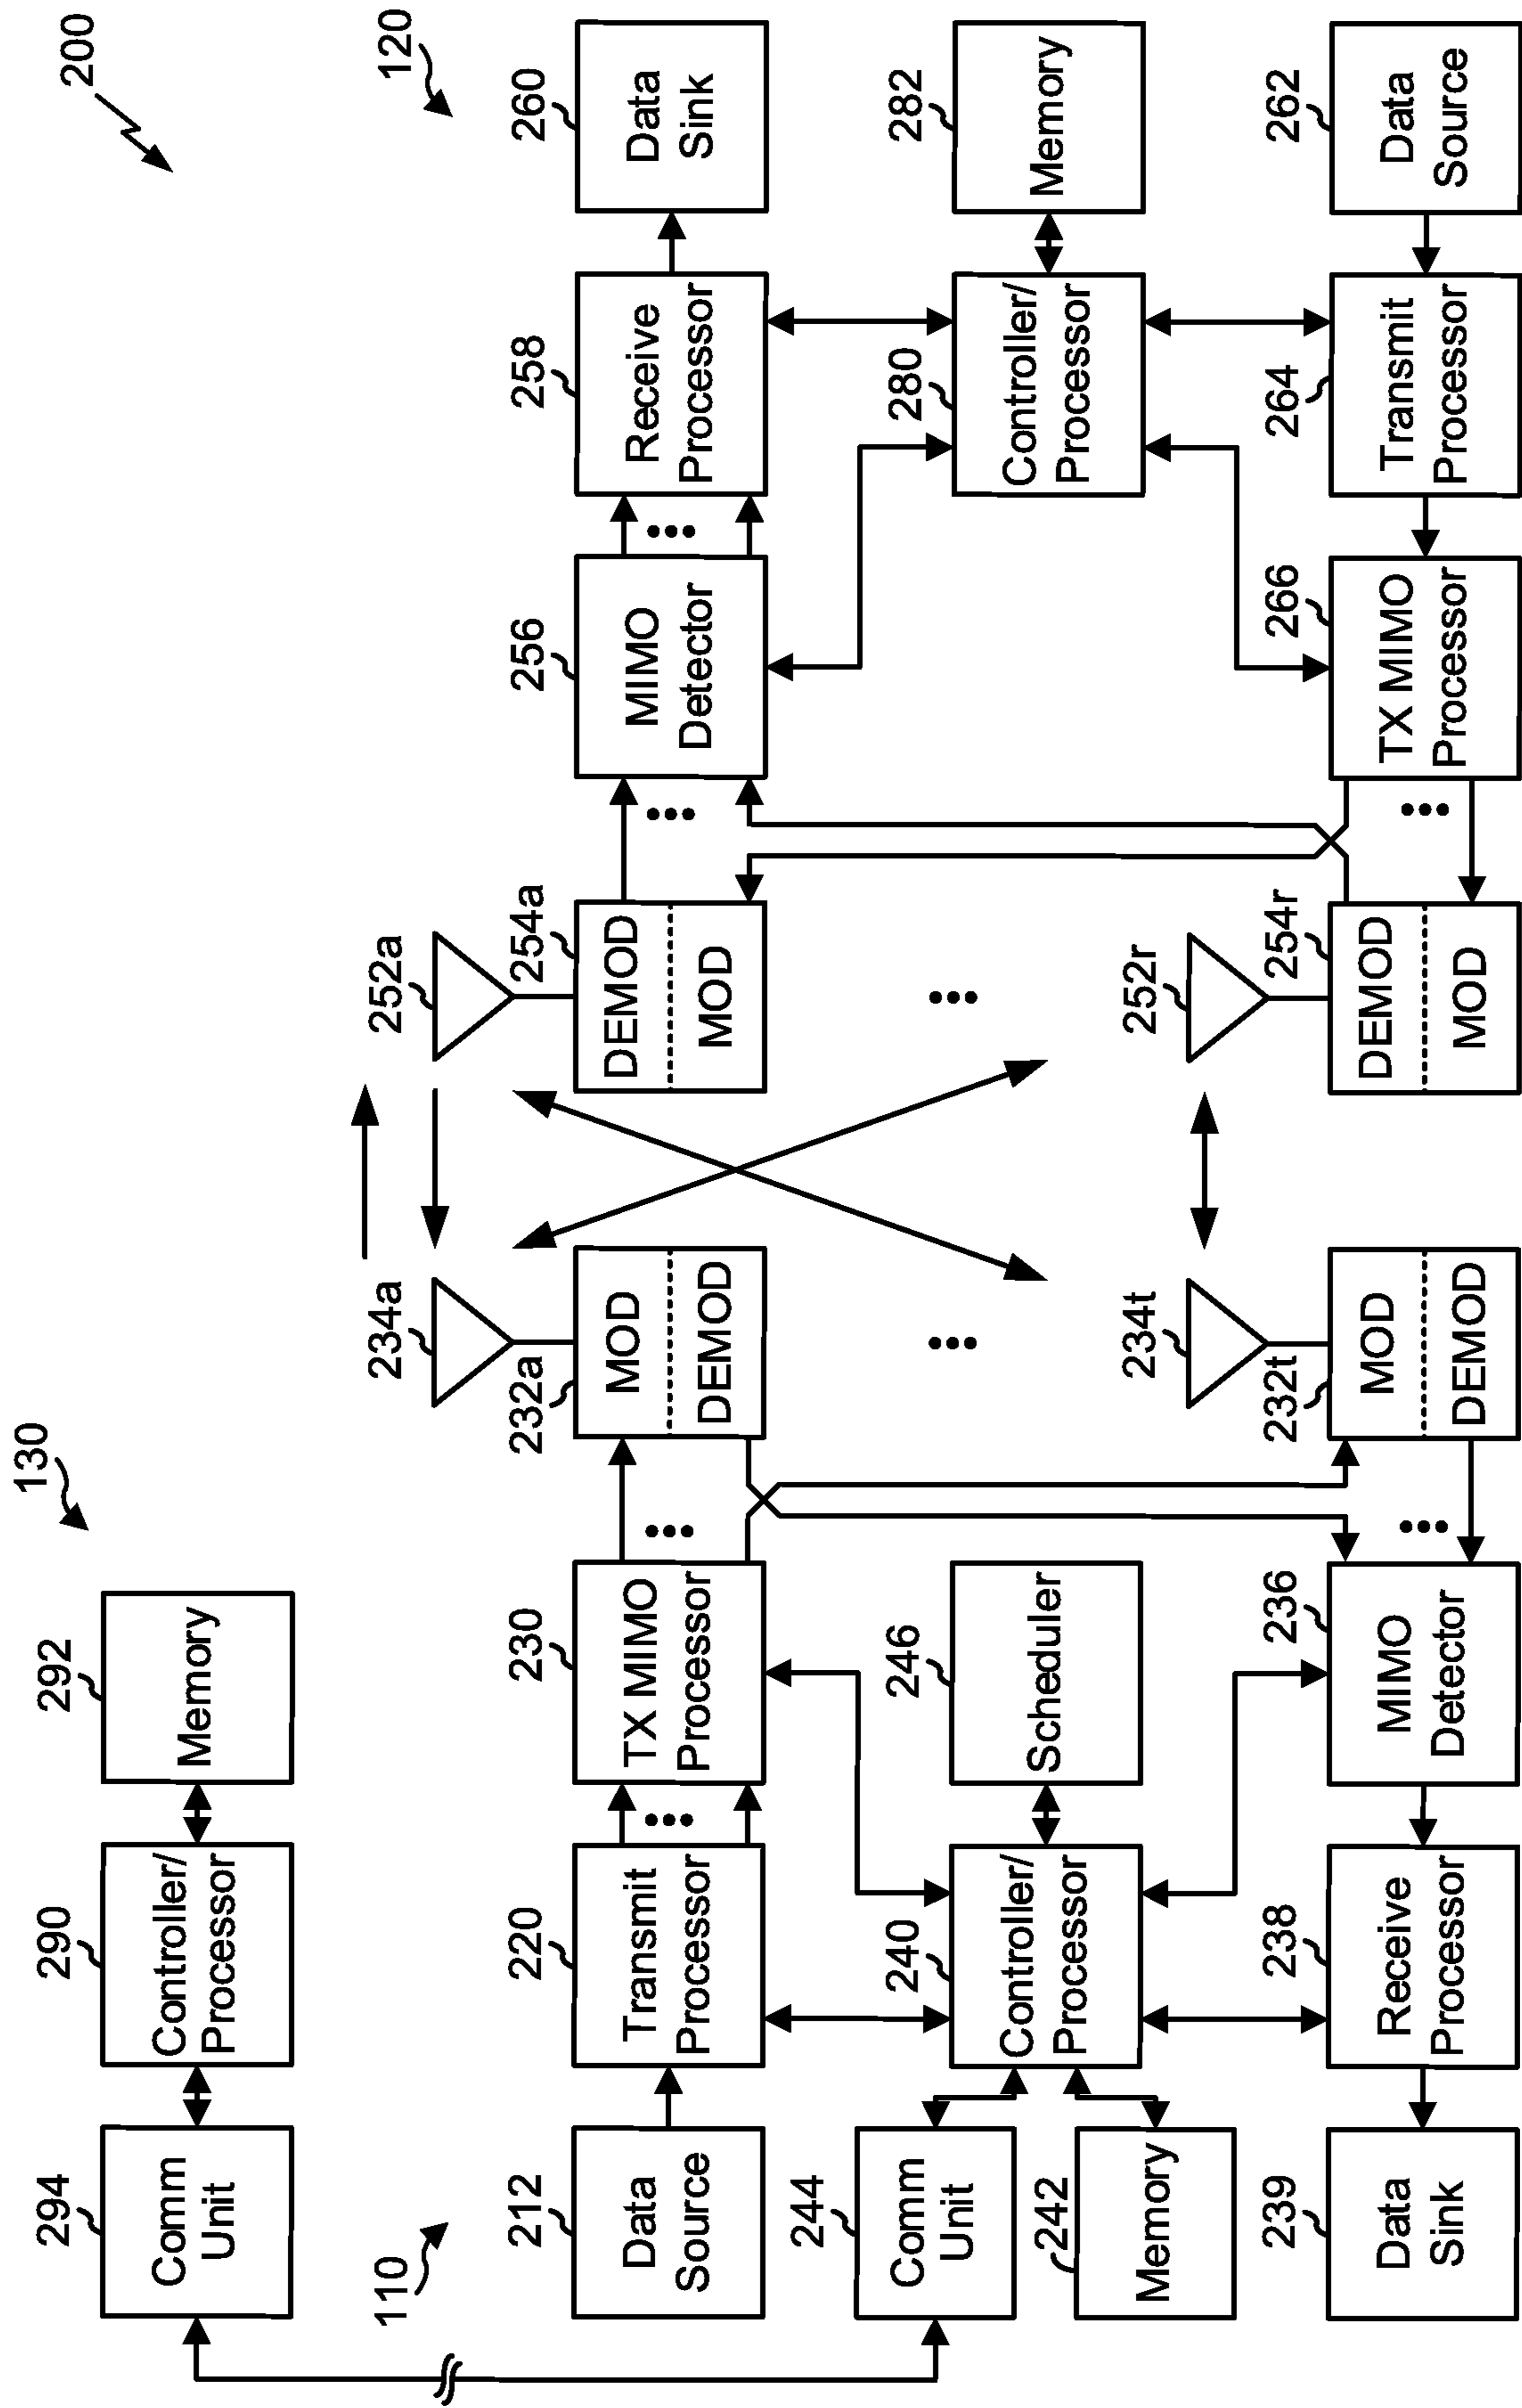 200
130
294
Comm
Unit
290
Controller/
Processor
292
Memory
110
120
212
Data
Source
220
Transmit
Processor
230
TX MIMO
Processor
234a
232a
MOD
DEMOD
252a
254a
DEMOD
MOD
256
MIMO
Detector
258
Receive
Processor
260
Data
Sink
244
Comm
Unit
242
Memory
240
Controller/
Processor
246
Scheduler
280
Controller/
Processor
282
Memory
239
Data
Sink
238
Receive
Processor
236
MIMO
Detector
234t
232t
MOD
DEMOD
252r
254r
DEMOD
MOD
266
TX MIMO
Processor
264
Transmit
Processor
262
Data
Source